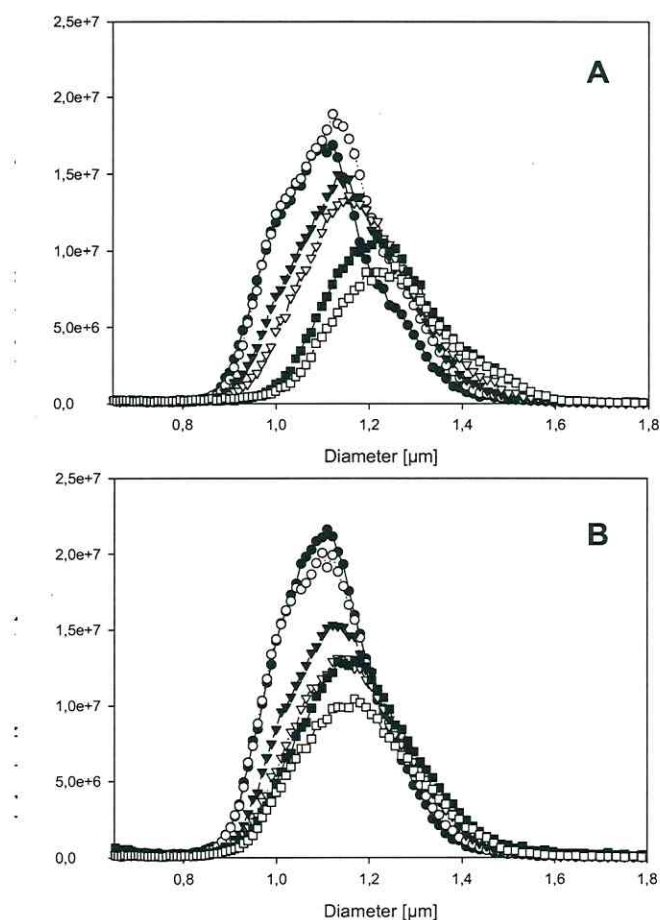 2,5e+7
A
2,0e+7
1,5e+7
1,0e+7
5,0e+6
0,0
0,8 1,0 1,2 1,4 1,6 1,8
Diameter [µm]
2,5e+7
B
2,0e+7
1,5e+7
1,0e+7
5,0e+6
0,0
0,8 1,0 1,2 1,4 1,6 1,8
Diameter [µm]